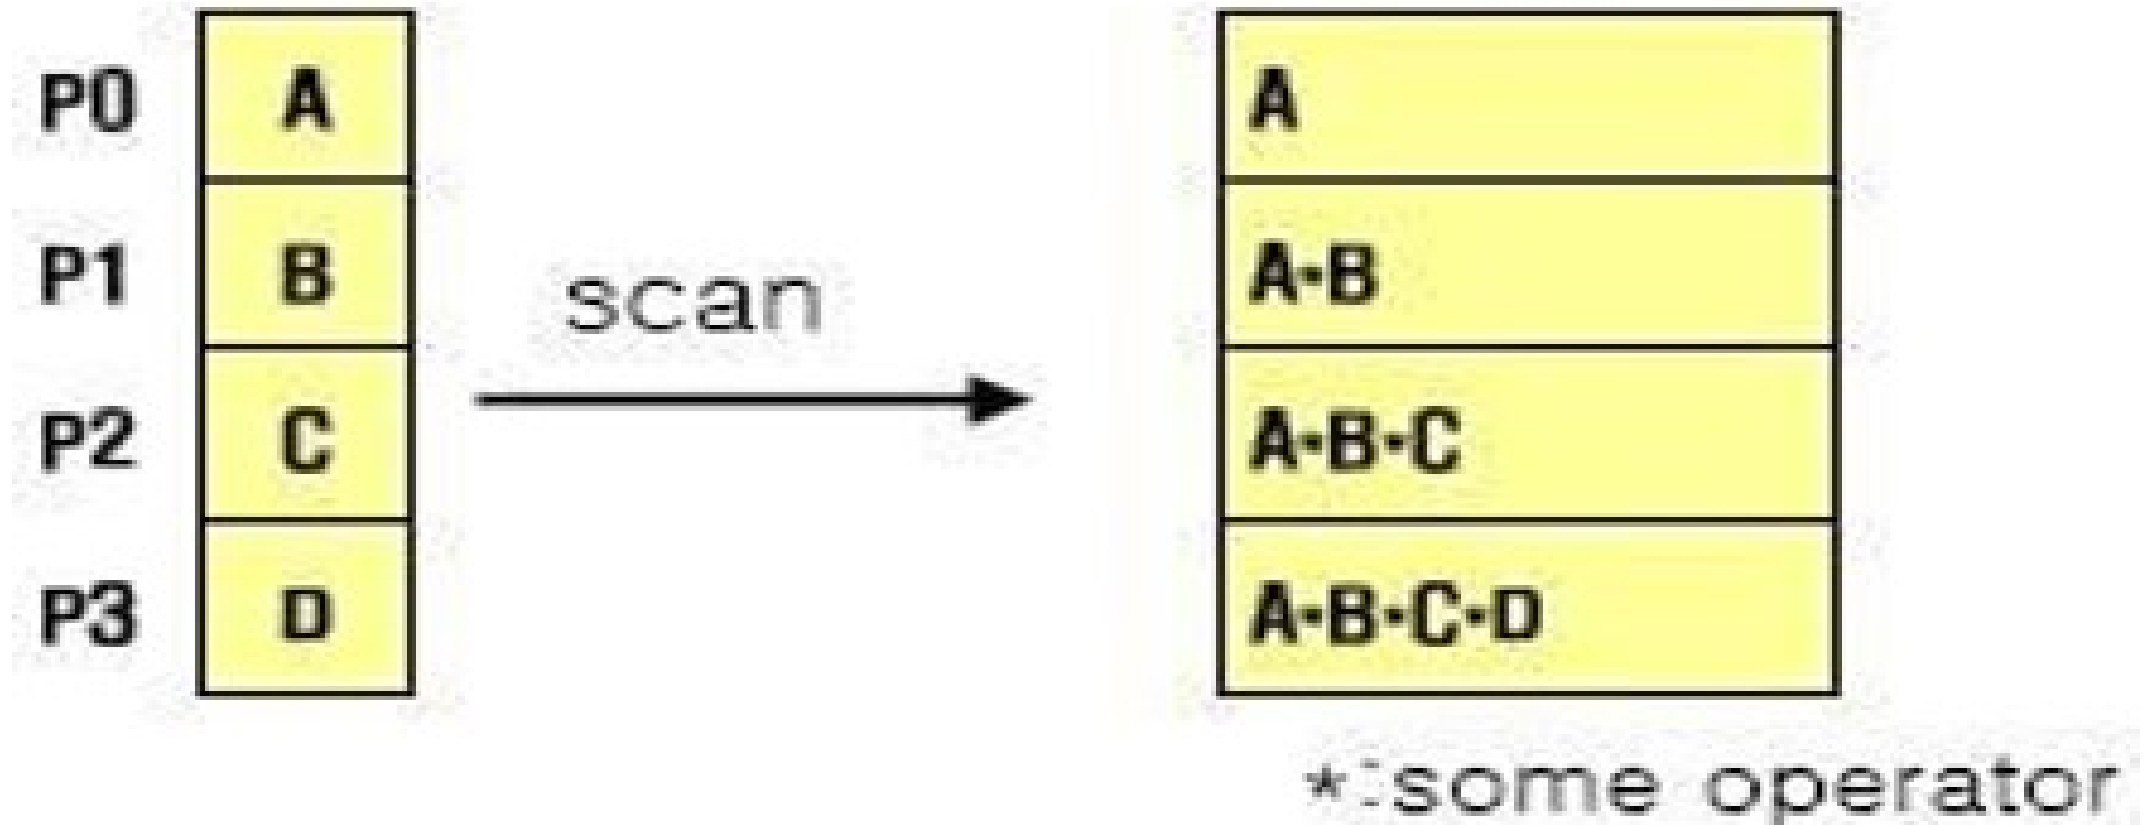 P0 A A
P1 B A•B
scan
P2 C A•B•C
P3 D A•B•C•D
*:some operator